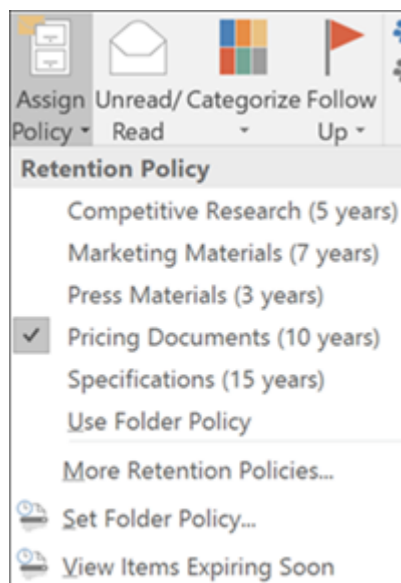 Assign Unread/ Categorize Follow
Policy Read Up
Retention Policy
Competitive Research (5 years)
Marketing Materials (7 years)
Press Materials (3 years)
Pricing Documents (10 years)
Specifications (15 years)
Use Folder Policy
More Retention Policies...
Set Folder Policy...
View Items Expiring Soon